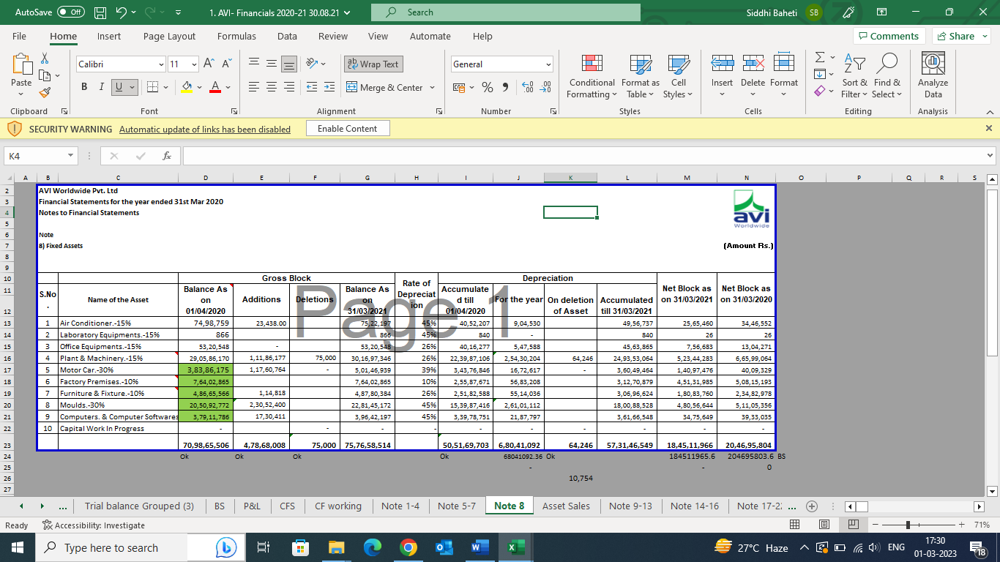 AutoSave Off 1. AVI- Financials 2020-21 30.08.21 Search Siddhi Baheti SB
File Home Insert Page Layout Formulas Data Review View Automate Help Comments Share
Paste Calibri 11 Wrap Text General Conditional Formatting Format as Table Cell Styles Insert Delete Format Sort & Filter Find & Select Analyze Data
B I U A Merge & Center % 9
Clipboard Font Alignment Number Styles Cells Editing Analysis
SECURITY WARNING Automatic update of links has been disabled Enable Content
K4 fx
A B C D E F G H I J K L M N O P Q R S
2 AVI Worldwide Pvt. Ltd
3 Financial Statements for the year ended 31st Mar 2020
4 Notes to Financial Statements
avi
Worldwide
5
6 Note
7 8) Fixed Assets (Amount Rs.)
8
9
10 Gross Block Depreciation
11 12 S.No. Name of the Asset Balance As on 01/04/2020 Additions Deletions Balance As on 31/03/2021 Rate of Depreciation Accumulated till 01/04/2020 For the year On deletion of Asset Accumulated till 31/03/2021 Net Block as on 31/03/2021 Net Block as on 31/03/2020
Page 1
13 1 Air Conditioner.-15% 74,98,759 23,438.00 75,22,197 45% 40,52,207 9,04,530 49,56,737 25,65,460 34,46,552
14 2 Laboratory Equipments.-15% 866 866 45% 840 - 840 26 26
15 3 Office Equipments.-15% 53,20,548 - 53,20,548 26% 40,16,277 5,47,588 45,63,865 7,56,683 13,04,271
16 4 Plant & Machinery.-15% 29,05,86,170 1,11,86,177 75,000 30,16,97,346 26% 22,39,87,106 2,54,30,204 64,246 24,93,53,064 5,23,44,283 6,65,99,064
17 5 Motor Car.-30% 3,83,86,175 1,17,60,764 - 5,01,46,939 39% 3,43,76,846 16,72,617 - 3,60,49,464 1,40,97,476 40,09,329
18 6 Factory Premises.-10% 7,64,02,865 7,64,02,865 10% 2,55,87,671 56,83,208 3,12,70,879 4,51,31,985 5,08,15,193
19 7 Furniture & Fixture.-10% 4,86,65,566 1,14,818 4,87,80,384 26% 2,51,82,588 55,14,036 3,06,96,624 1,80,83,760 2,34,82,978
20 8 Moulds.-30% 20,50,92,772 2,30,52,400 22,81,45,172 45% 15,39,87,416 2,61,01,112 18,00,88,528 4,80,56,644 5,11,05,356
21 9 Computers. & Computer Softwares 3,79,11,786 17,30,411 3,96,42,197 45% 3,39,78,751 21,87,797 3,61,66,548 34,75,649 39,33,035
22 10 Capital Work In Progress - - - - - - - - - -
23 70,98,65,506 4,78,68,008 75,000 75,76,58,514 50,51,69,703 6,80,41,092 64,246 57,31,46,549 18,45,11,966 20,46,95,804
24 Ok Ok Ok Ok 68041092.36 Ok 184511965.6 204695803.6 BS
25 - - 0
26 10,754
27
... Trial balance Grouped (3) BS P&L CFS CF working Note 1-4 Note 5-7 Note 8 Asset Sales Note 9-13 Note 14-16 Note 17-2 ...
Ready Accessibility: Investigate 71%
Type here to search 27°C Haze ENG 17:30
01-03-2023 18